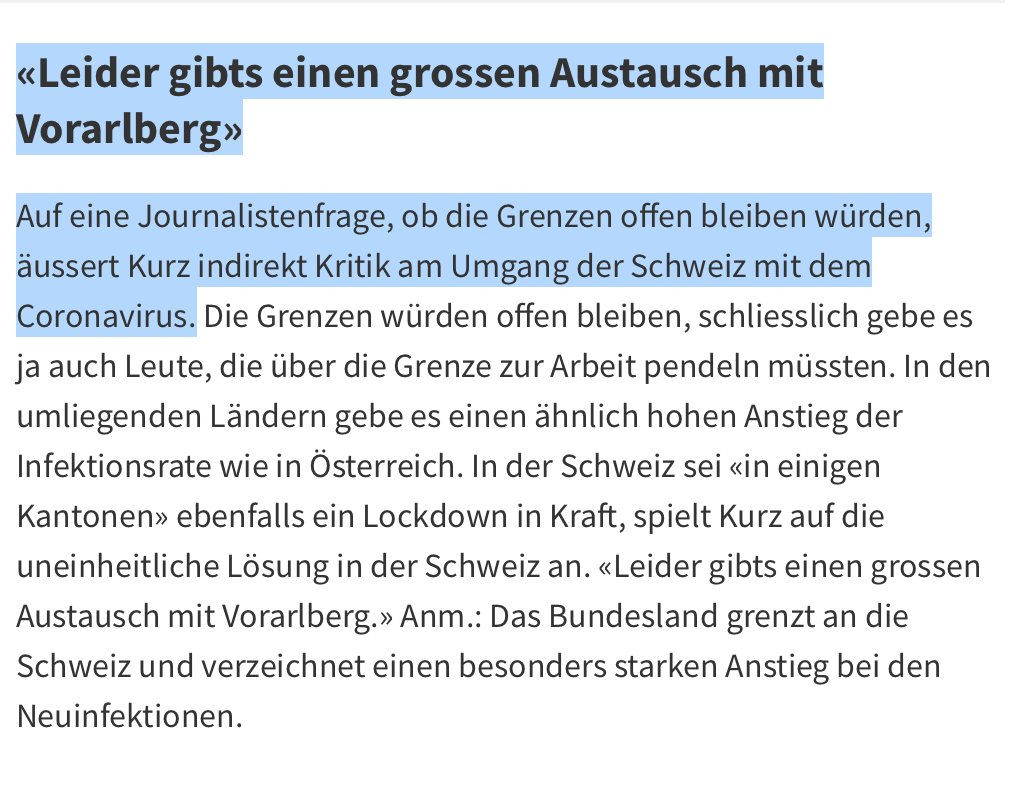 «Leider gibts einen grossen Austausch mit
Vorarlberg»
Auf eine Journalistenfrage, ob die Grenzen offen bleiben würden,
äussert Kurz indirekt Kritik am Umgang der Schweiz mit dem
Coronavirus. Die Grenzen würden offen bleiben, schliesslich gebe es
ja auch Leute, die über die Grenze zur Arbeit pendeln müssten. In den
umliegenden Ländern gebe es einen ähnlich hohen Anstieg der
Infektionsrate wie in Österreich. In der Schweiz sei «in einigen
Kantonen» ebenfalls ein Lockdown in Kraft, spielt Kurz auf die
uneinheitliche Lösung in der Schweiz an. «Leider gibts einen grossen
Austausch mit Vorarlberg.» Anm.: Das Bundesland grenzt an die
Schweiz und verzeichnet einen besonders starken Anstieg bei den
Neuinfektionen.